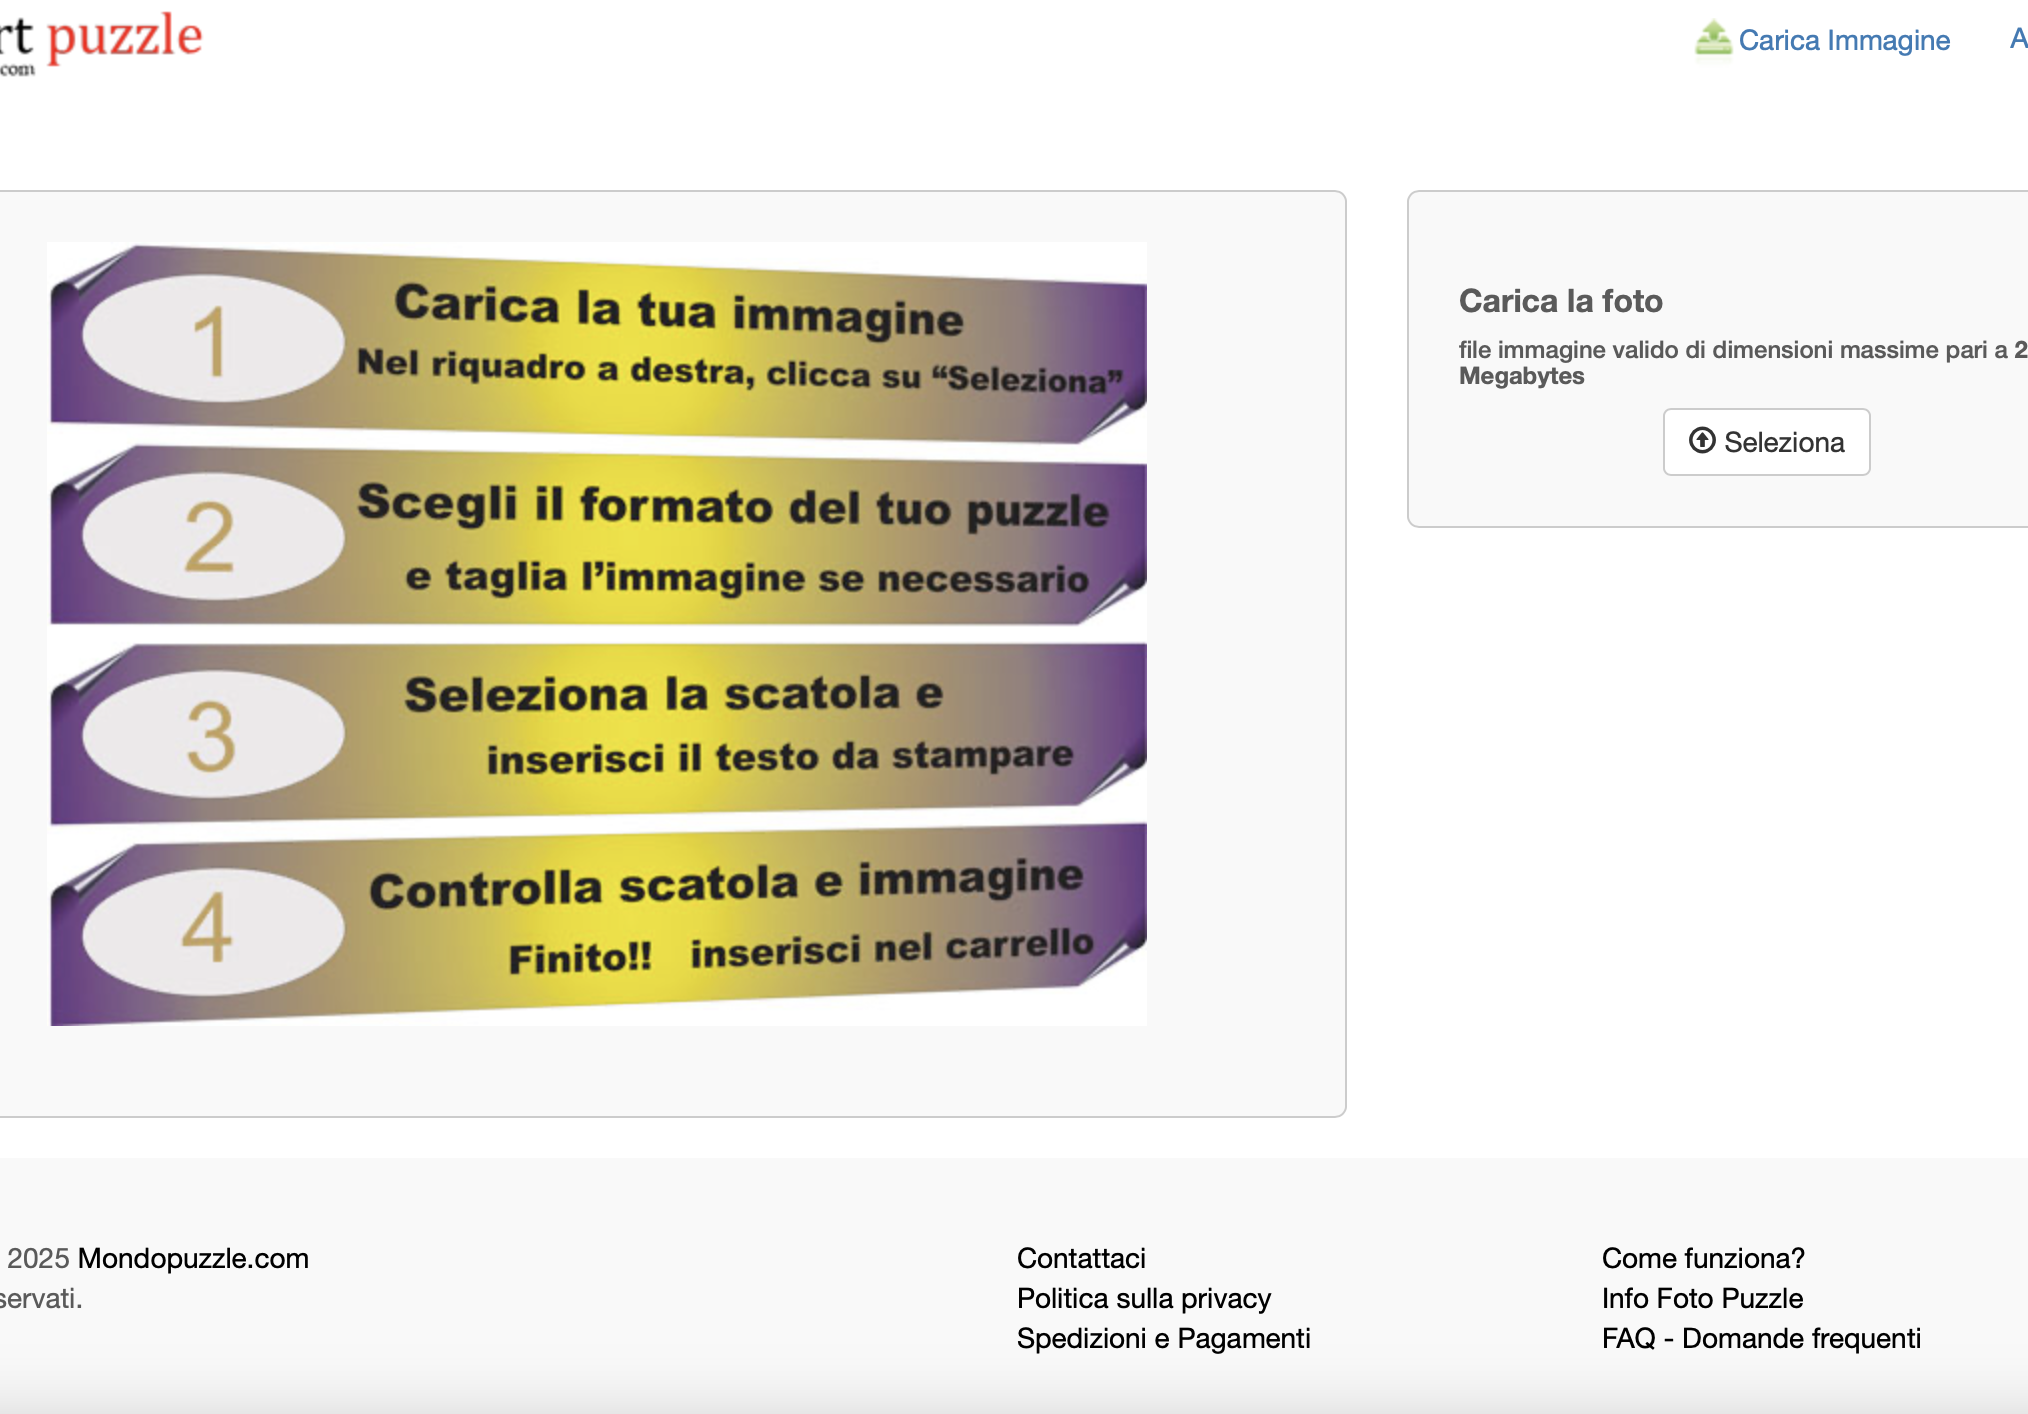 rt puzzle
com
Carica Immagine
A
1
Carica la tua immagine
Nel riquadro a destra, clicca su “Seleziona”
2
Scegli il formato del tuo puzzle
e taglia l’immagine se necessario
3
Seleziona la scatola e
inserisci il testo da stampare
4
Controlla scatola e immagine
Finito!! inserisci nel carrello
Carica la foto
file immagine valido di dimensioni massime pari a 2
Megabytes
Seleziona
2025 Mondopuzzle.com
servati.
Contattaci
Politica sulla privacy
Spedizioni e Pagamenti
Come funziona?
Info Foto Puzzle
FAQ - Domande frequenti